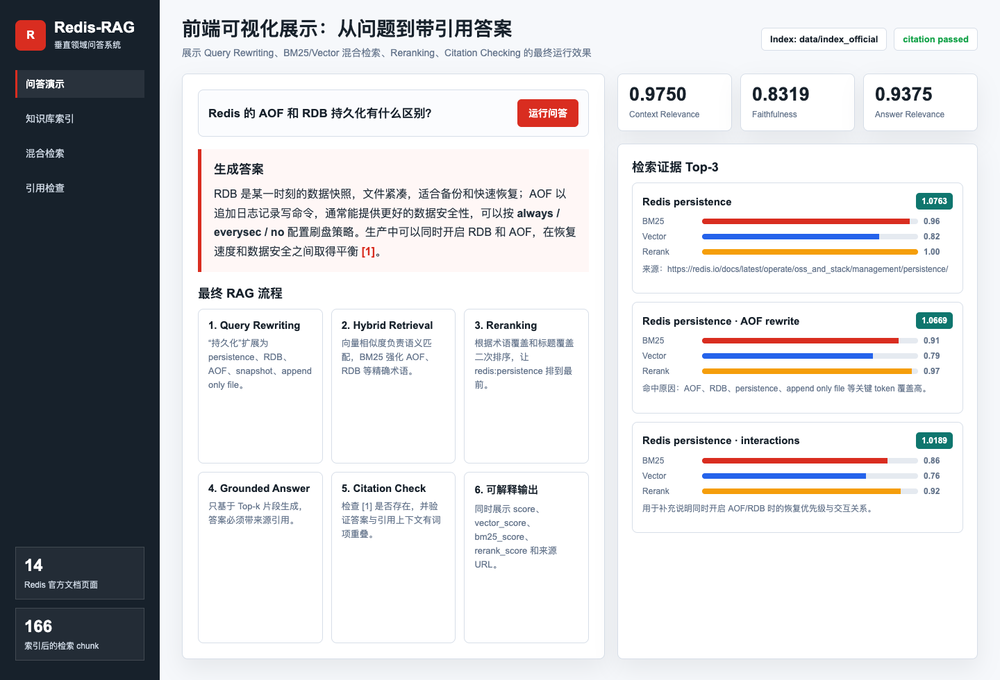 R
Redis-RAG
垂直领域问答系统
问答演示
知识库索引
混合检索
引用检查
14
Redis 官方文档页面
166
索引后的检索 chunk
前端可视化展示：从问题到带引用答案
展示 Query Rewriting、BM25/Vector 混合检索、Reranking、Citation Checking 的最终运行效果
Index: data/index_official
citation passed
Redis 的 AOF 和 RDB 持久化有什么区别?
运行问答
生成答案
RDB 是某一时刻的数据快照，文件紧凑，适合备份和快速恢复；AOF 以
追加日志记录写命令，通常能提供更好的数据安全性，可以按 always /
everysec / no 配置刷盘策略。生产中可以同时开启 RDB 和 AOF，在恢复
速度和数据安全之间取得平衡 [1]。
最终 RAG 流程
1. Query Rewriting
“持久化”扩展为
persistence、RDB、
AOF、snapshot、append
only file。
2. Hybrid Retrieval
向量相似度负责语义匹
配，BM25 强化 AOF、
RDB 等精确术语。
3. Reranking
根据术语覆盖和标题覆盖
二次排序，让
redis:persistence 排到最
前。
4. Grounded Answer
只基于 Top-k 片段生成，
答案必须带来源引用。
5. Citation Check
检查 [1] 是否存在，并验
证答案与引用上下文有词
项重叠。
6. 可解释输出
同时展示 score、
vector_score、
bm25_score、
rerank_score 和来源
URL。
0.9750
Context Relevance
0.8319
Faithfulness
0.9375
Answer Relevance
检索证据 Top-3
Redis persistence
1.0763
BM25 0.96
Vector 0.82
Rerank 1.00
来源：https://redis.io/docs/latest/operate/oss_and_stack/management/persistence/
Redis persistence · AOF rewrite
1.0669
BM25 0.91
Vector 0.79
Rerank 0.97
命中原因：AOF、RDB、persistence、append only file 等关键 token 覆盖高。
Redis persistence · interactions
1.0189
BM25 0.86
Vector 0.76
Rerank 0.92
用于补充说明同时开启 AOF/RDB 时的恢复优先级与交互关系。